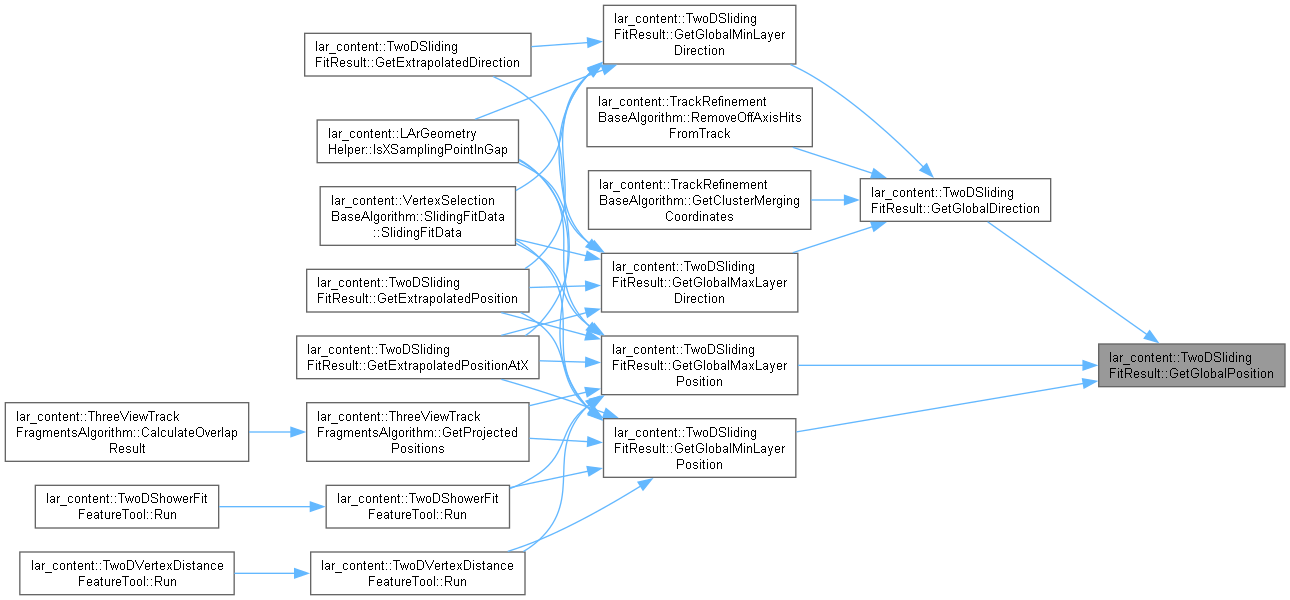 lar_content::TwoDSliding
FitResult::GetGlobalMinLayer
Direction
lar_content::TwoDSliding
FitResult::GetExtrapolatedDirection
lar_content::TrackRefinement
BaseAlgorithm::RemoveOffAxisHits
FromTrack
lar_content::LArGeometry
Helper::IsXSamplingPointInGap
lar_content::TrackRefinement
BaseAlgorithm::GetClusterMerging
Coordinates
lar_content::TwoDSliding
FitResult::GetGlobalDirection
lar_content::VertexSelection
BaseAlgorithm::SlidingFitData
::SlidingFitData
lar_content::TwoDSliding
FitResult::GetGlobalMaxLayer
Direction
lar_content::TwoDSliding
FitResult::GetExtrapolatedPosition
lar_content::TwoDSliding
FitResult::GetExtrapolatedPositionAtX
lar_content::TwoDSliding
FitResult::GetGlobalMaxLayer
Position
lar_content::TwoDSliding
FitResult::GetGlobalPosition
lar_content::ThreeViewTrack
FragmentsAlgorithm::CalculateOverlap
Result
lar_content::ThreeViewTrack
FragmentsAlgorithm::GetProjected
Positions
lar_content::TwoDSliding
FitResult::GetGlobalMinLayer
Position
lar_content::TwoDShowerFit
FeatureTool::Run
lar_content::TwoDShowerFit
FeatureTool::Run
lar_content::TwoDVertexDistance
FeatureTool::Run
lar_content::TwoDVertexDistance
FeatureTool::Run